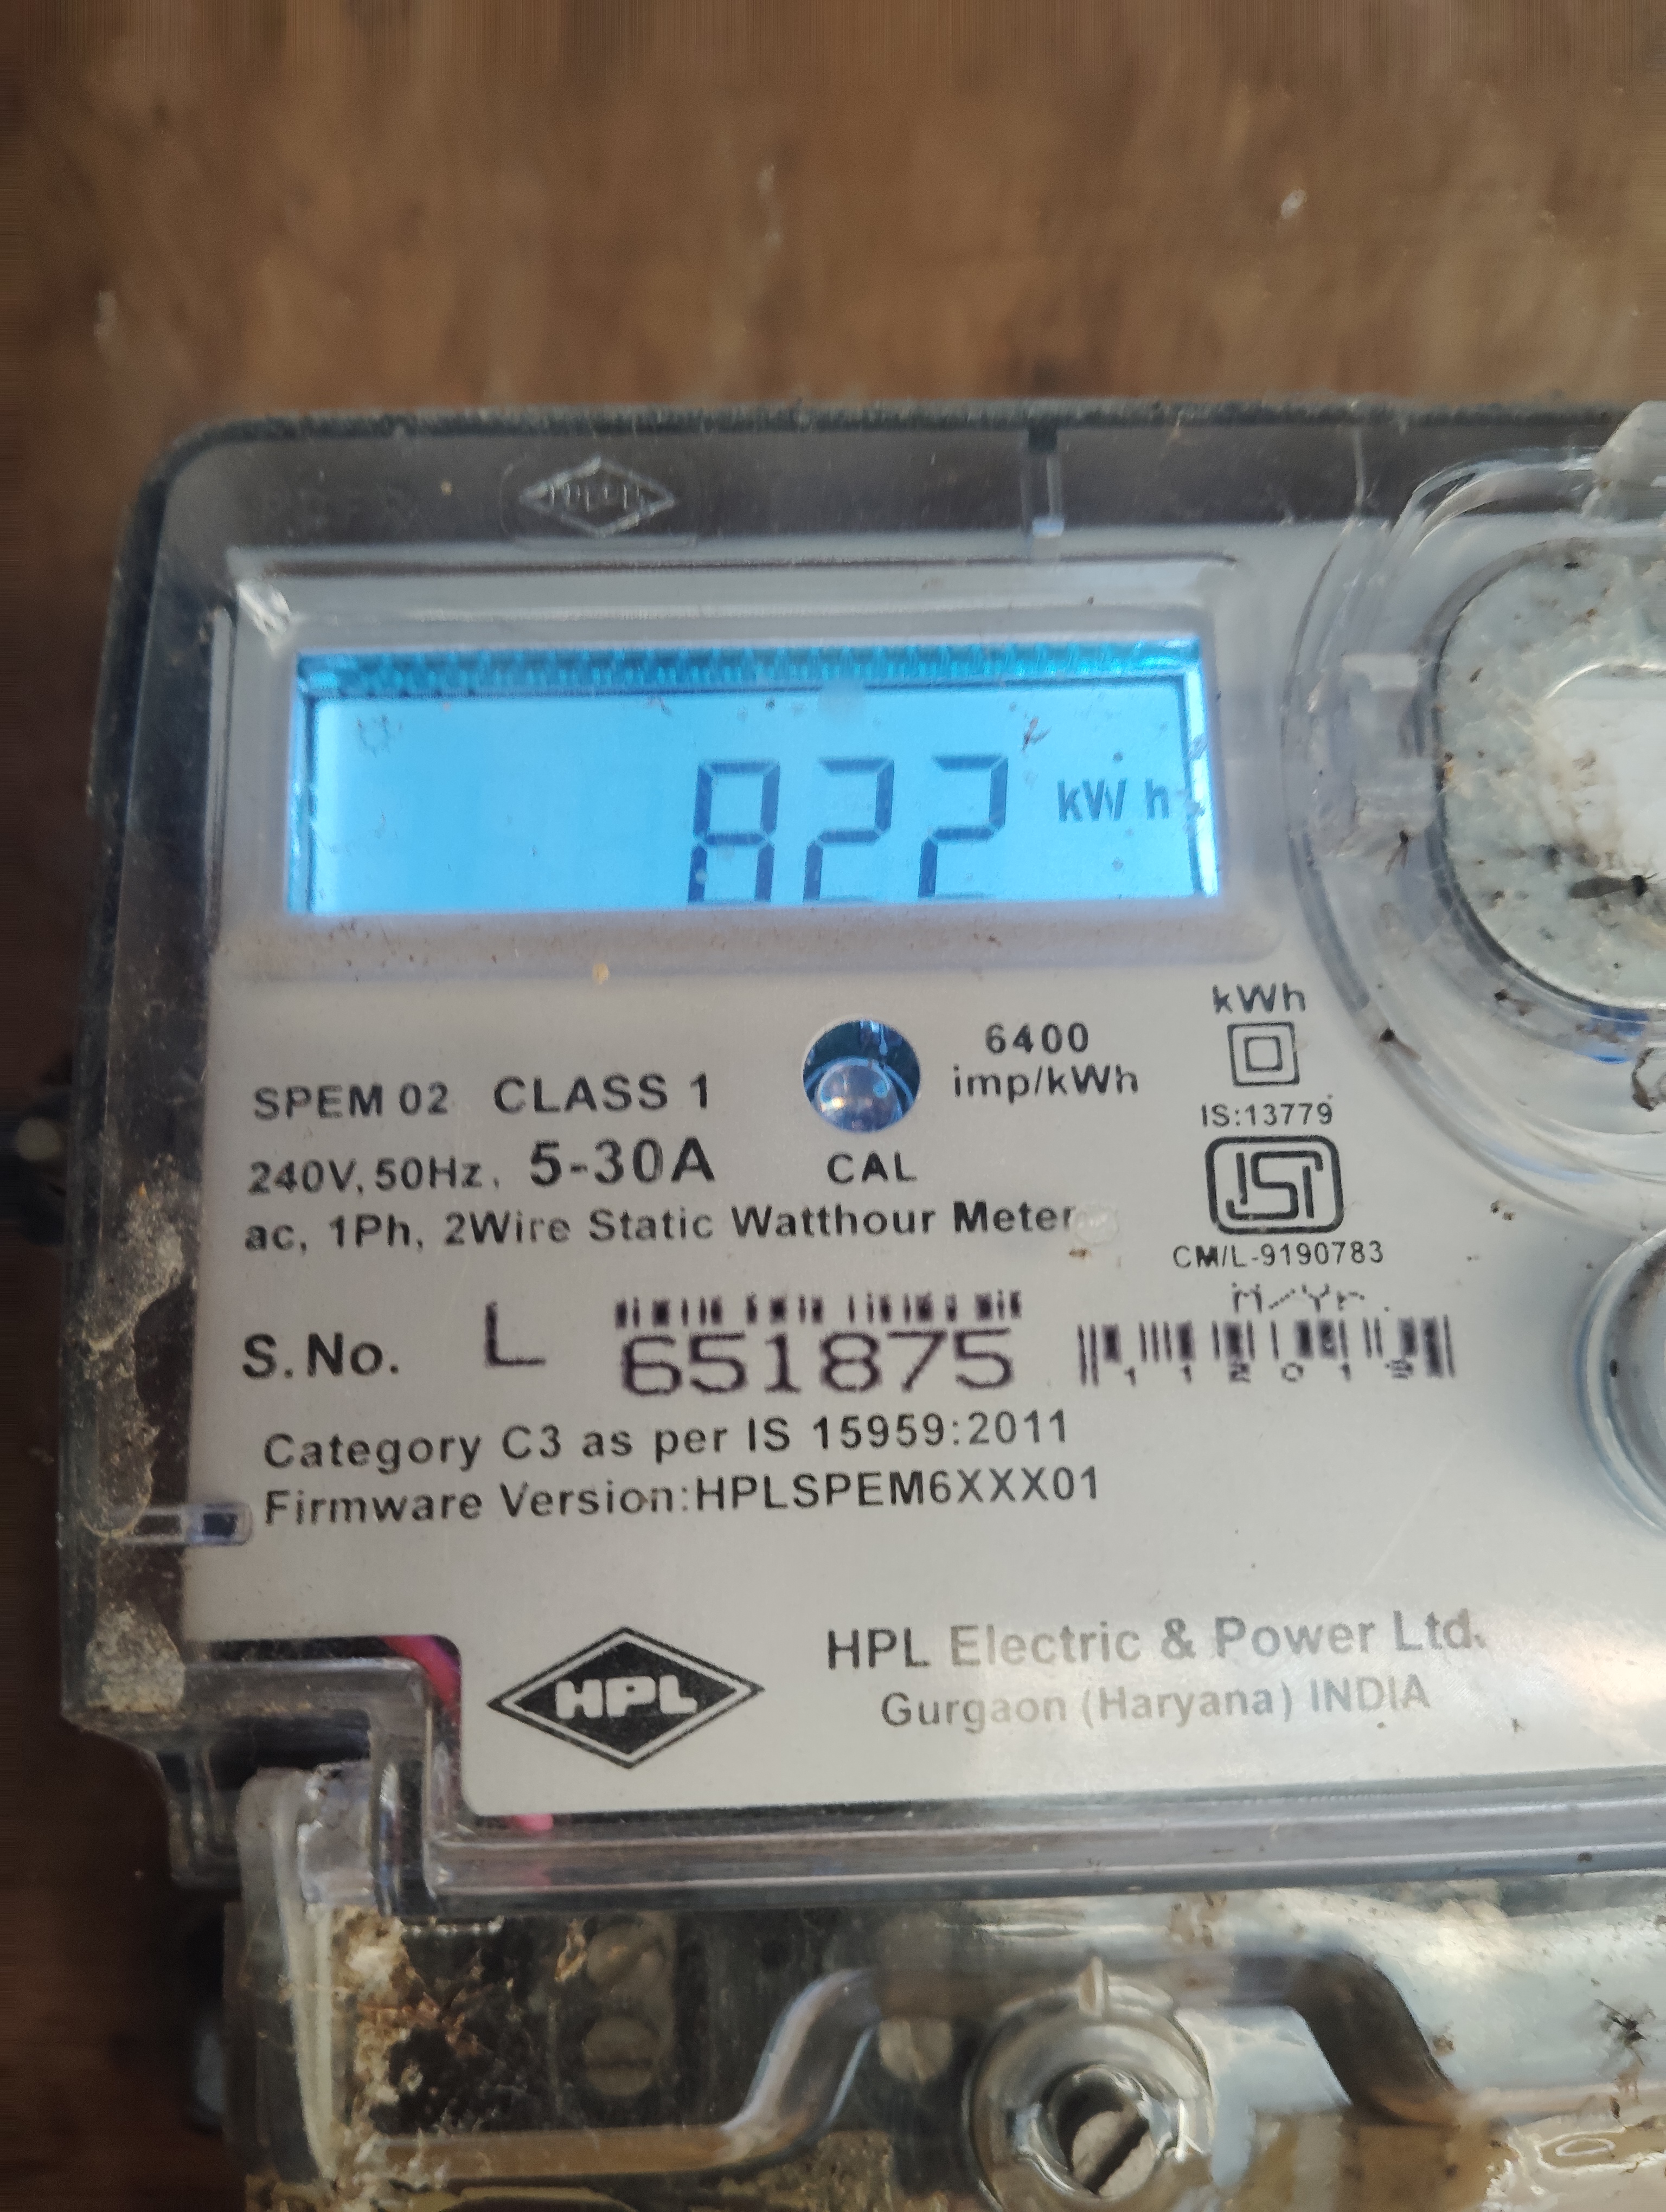 822 kW h
kWh
6400
imp/kWh
SPEM 02 CLASS 1
IS:13779
240V, 50Hz, 5-30A
CAL
ISI
ac, 1Ph, 2Wire Static Watthour Meter
CM/L-9190783
M/Yr.
S.No. L 651875
Category C3 as per IS 15959:2011
Firmware Version:HPLSPEM6XXX01
HPL
HPL Electric & Power Ltd.
Gurgaon (Haryana) INDIA